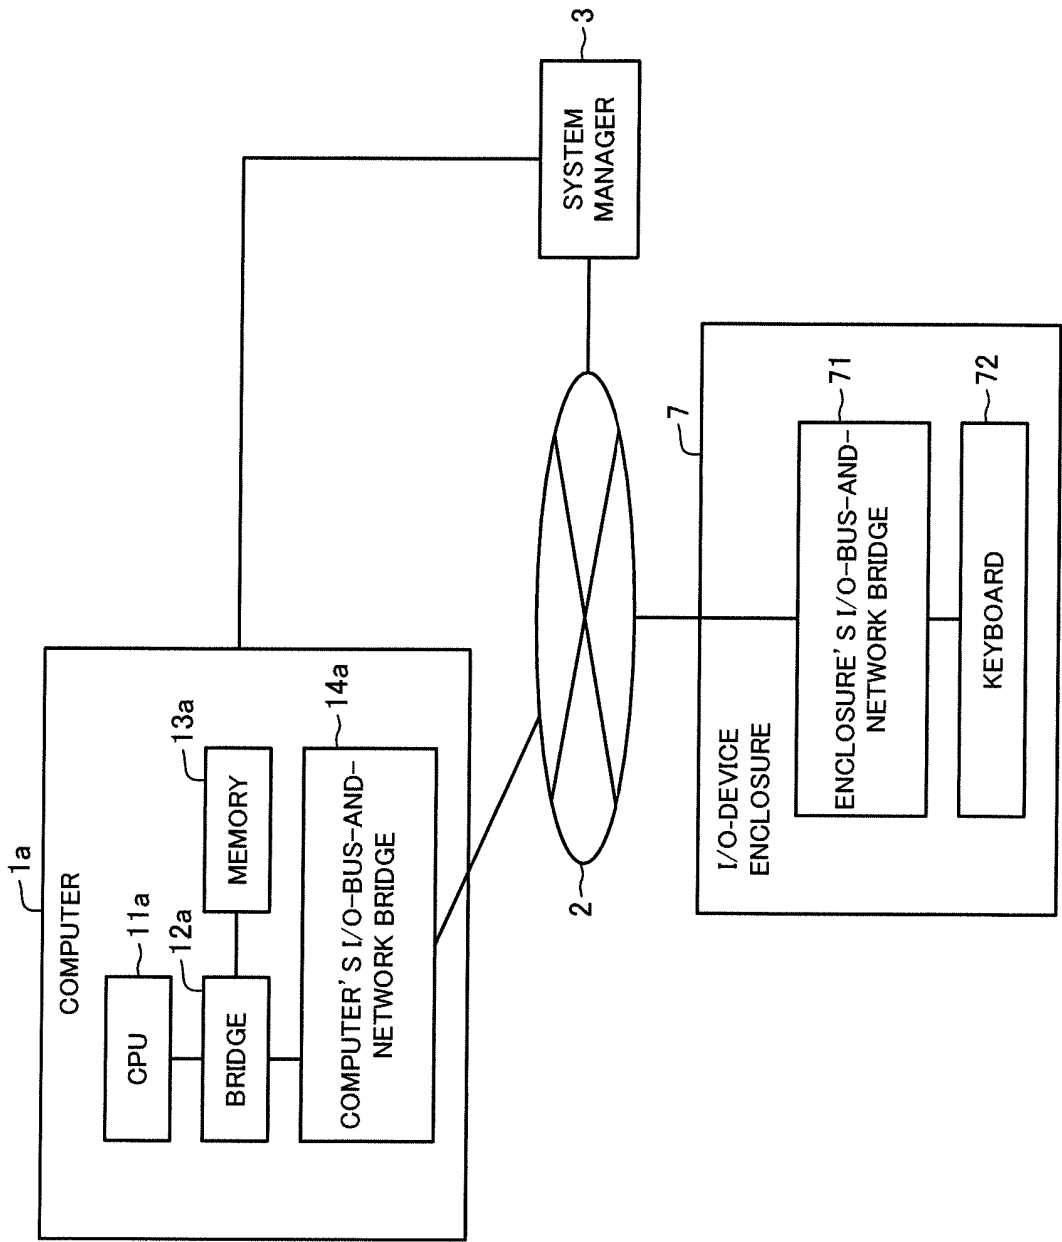 1a
COMPUTER
11a
CPU
12a
BRIDGE
13a
MEMORY
14a
COMPUTER'S I/O-BUS-AND-
NETWORK BRIDGE
2
3
SYSTEM
MANAGER
7
I/O-DEVICE
ENCLOSURE
71
ENCLOSURE'S I/O-BUS-AND-
NETWORK BRIDGE
72
KEYBOARD